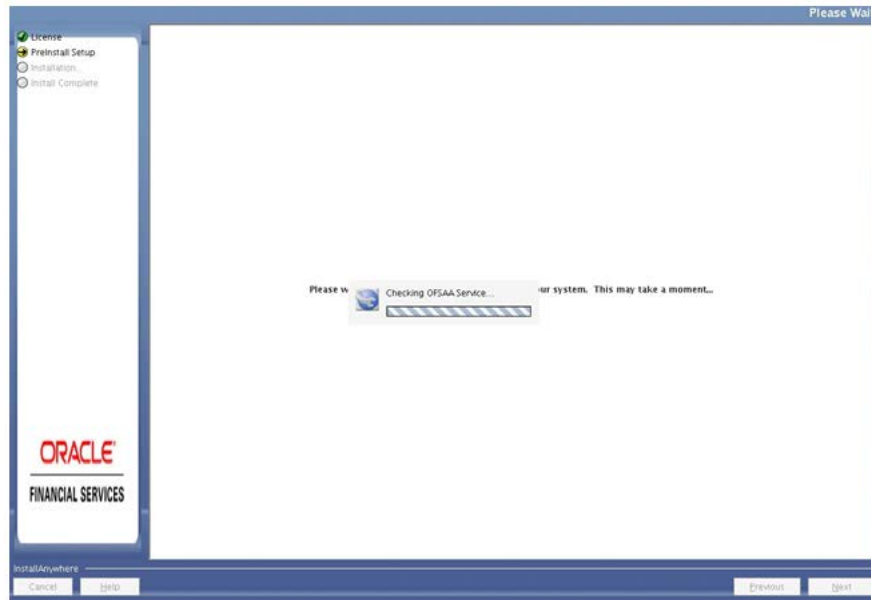 Please Wai
License
PreInstall Setup
Installation...
Install Complete
Please w
Checking OFSAA Service...
ur system. This may take a moment...
ORACLE
FINANCIAL SERVICES
InstallAnywhere
Cancel
Help
Previous
Next